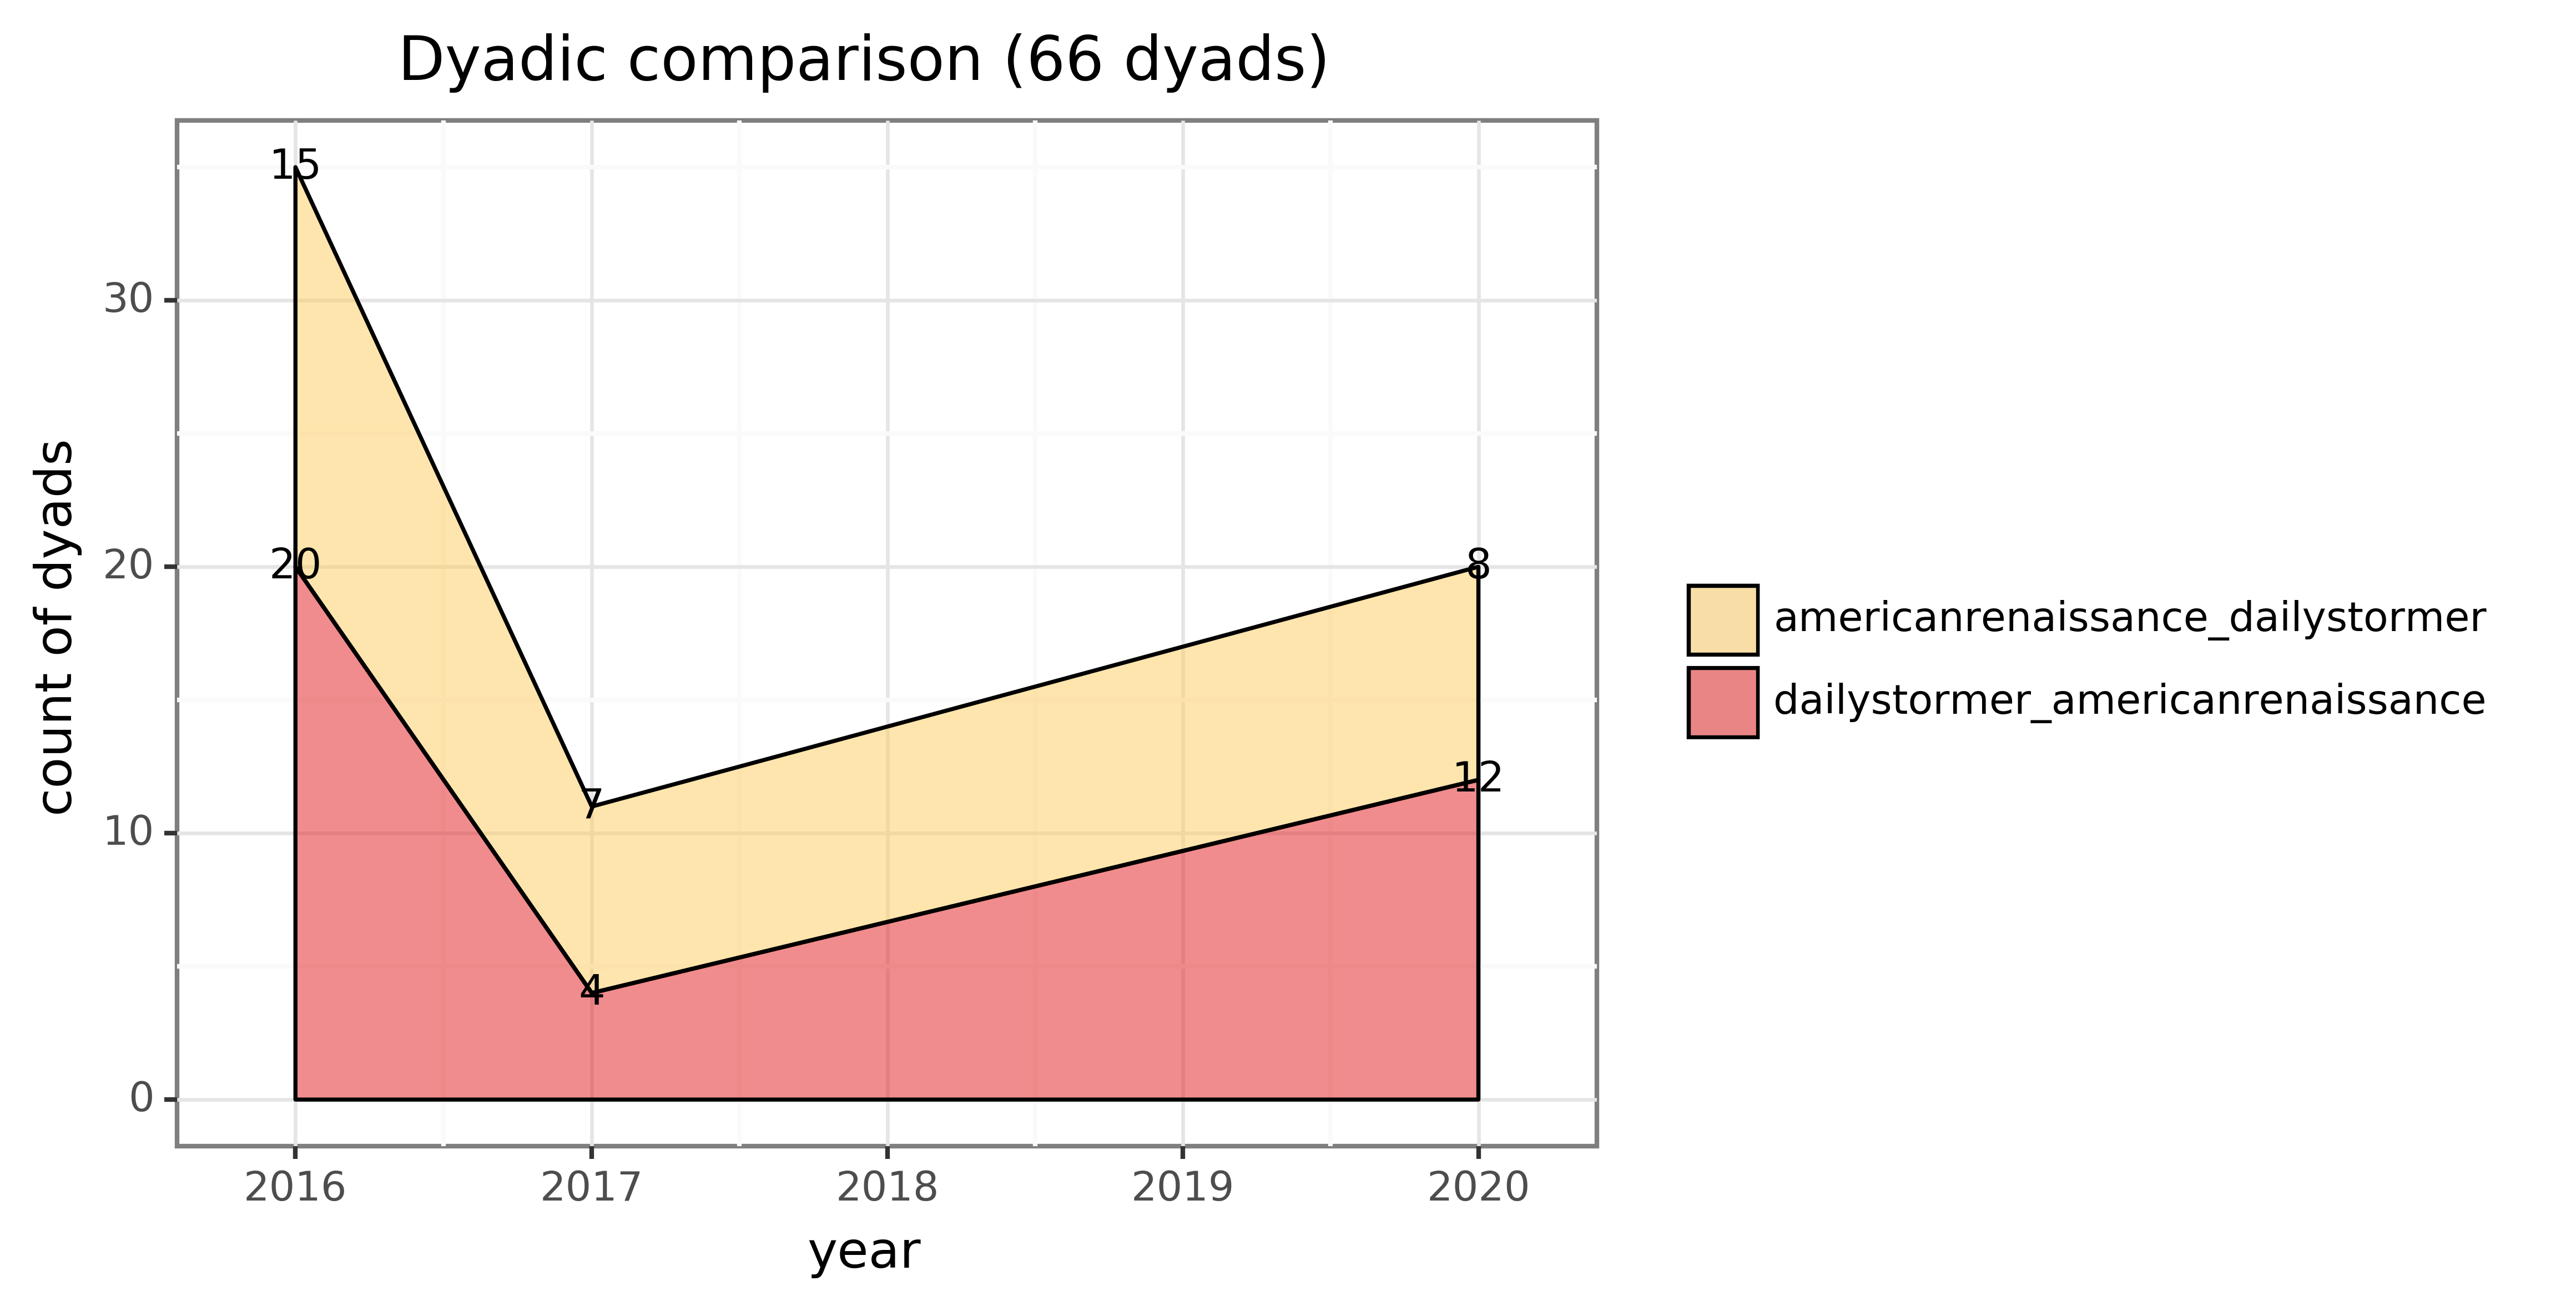 Dyadic comparison (66 dyads)
count of dyads
30
20
10
0
15
20
7
4
8
12
2016 2017 2018 2019 2020
year
americanrenaissance_dailystormer
dailystormer_americanrenaissance